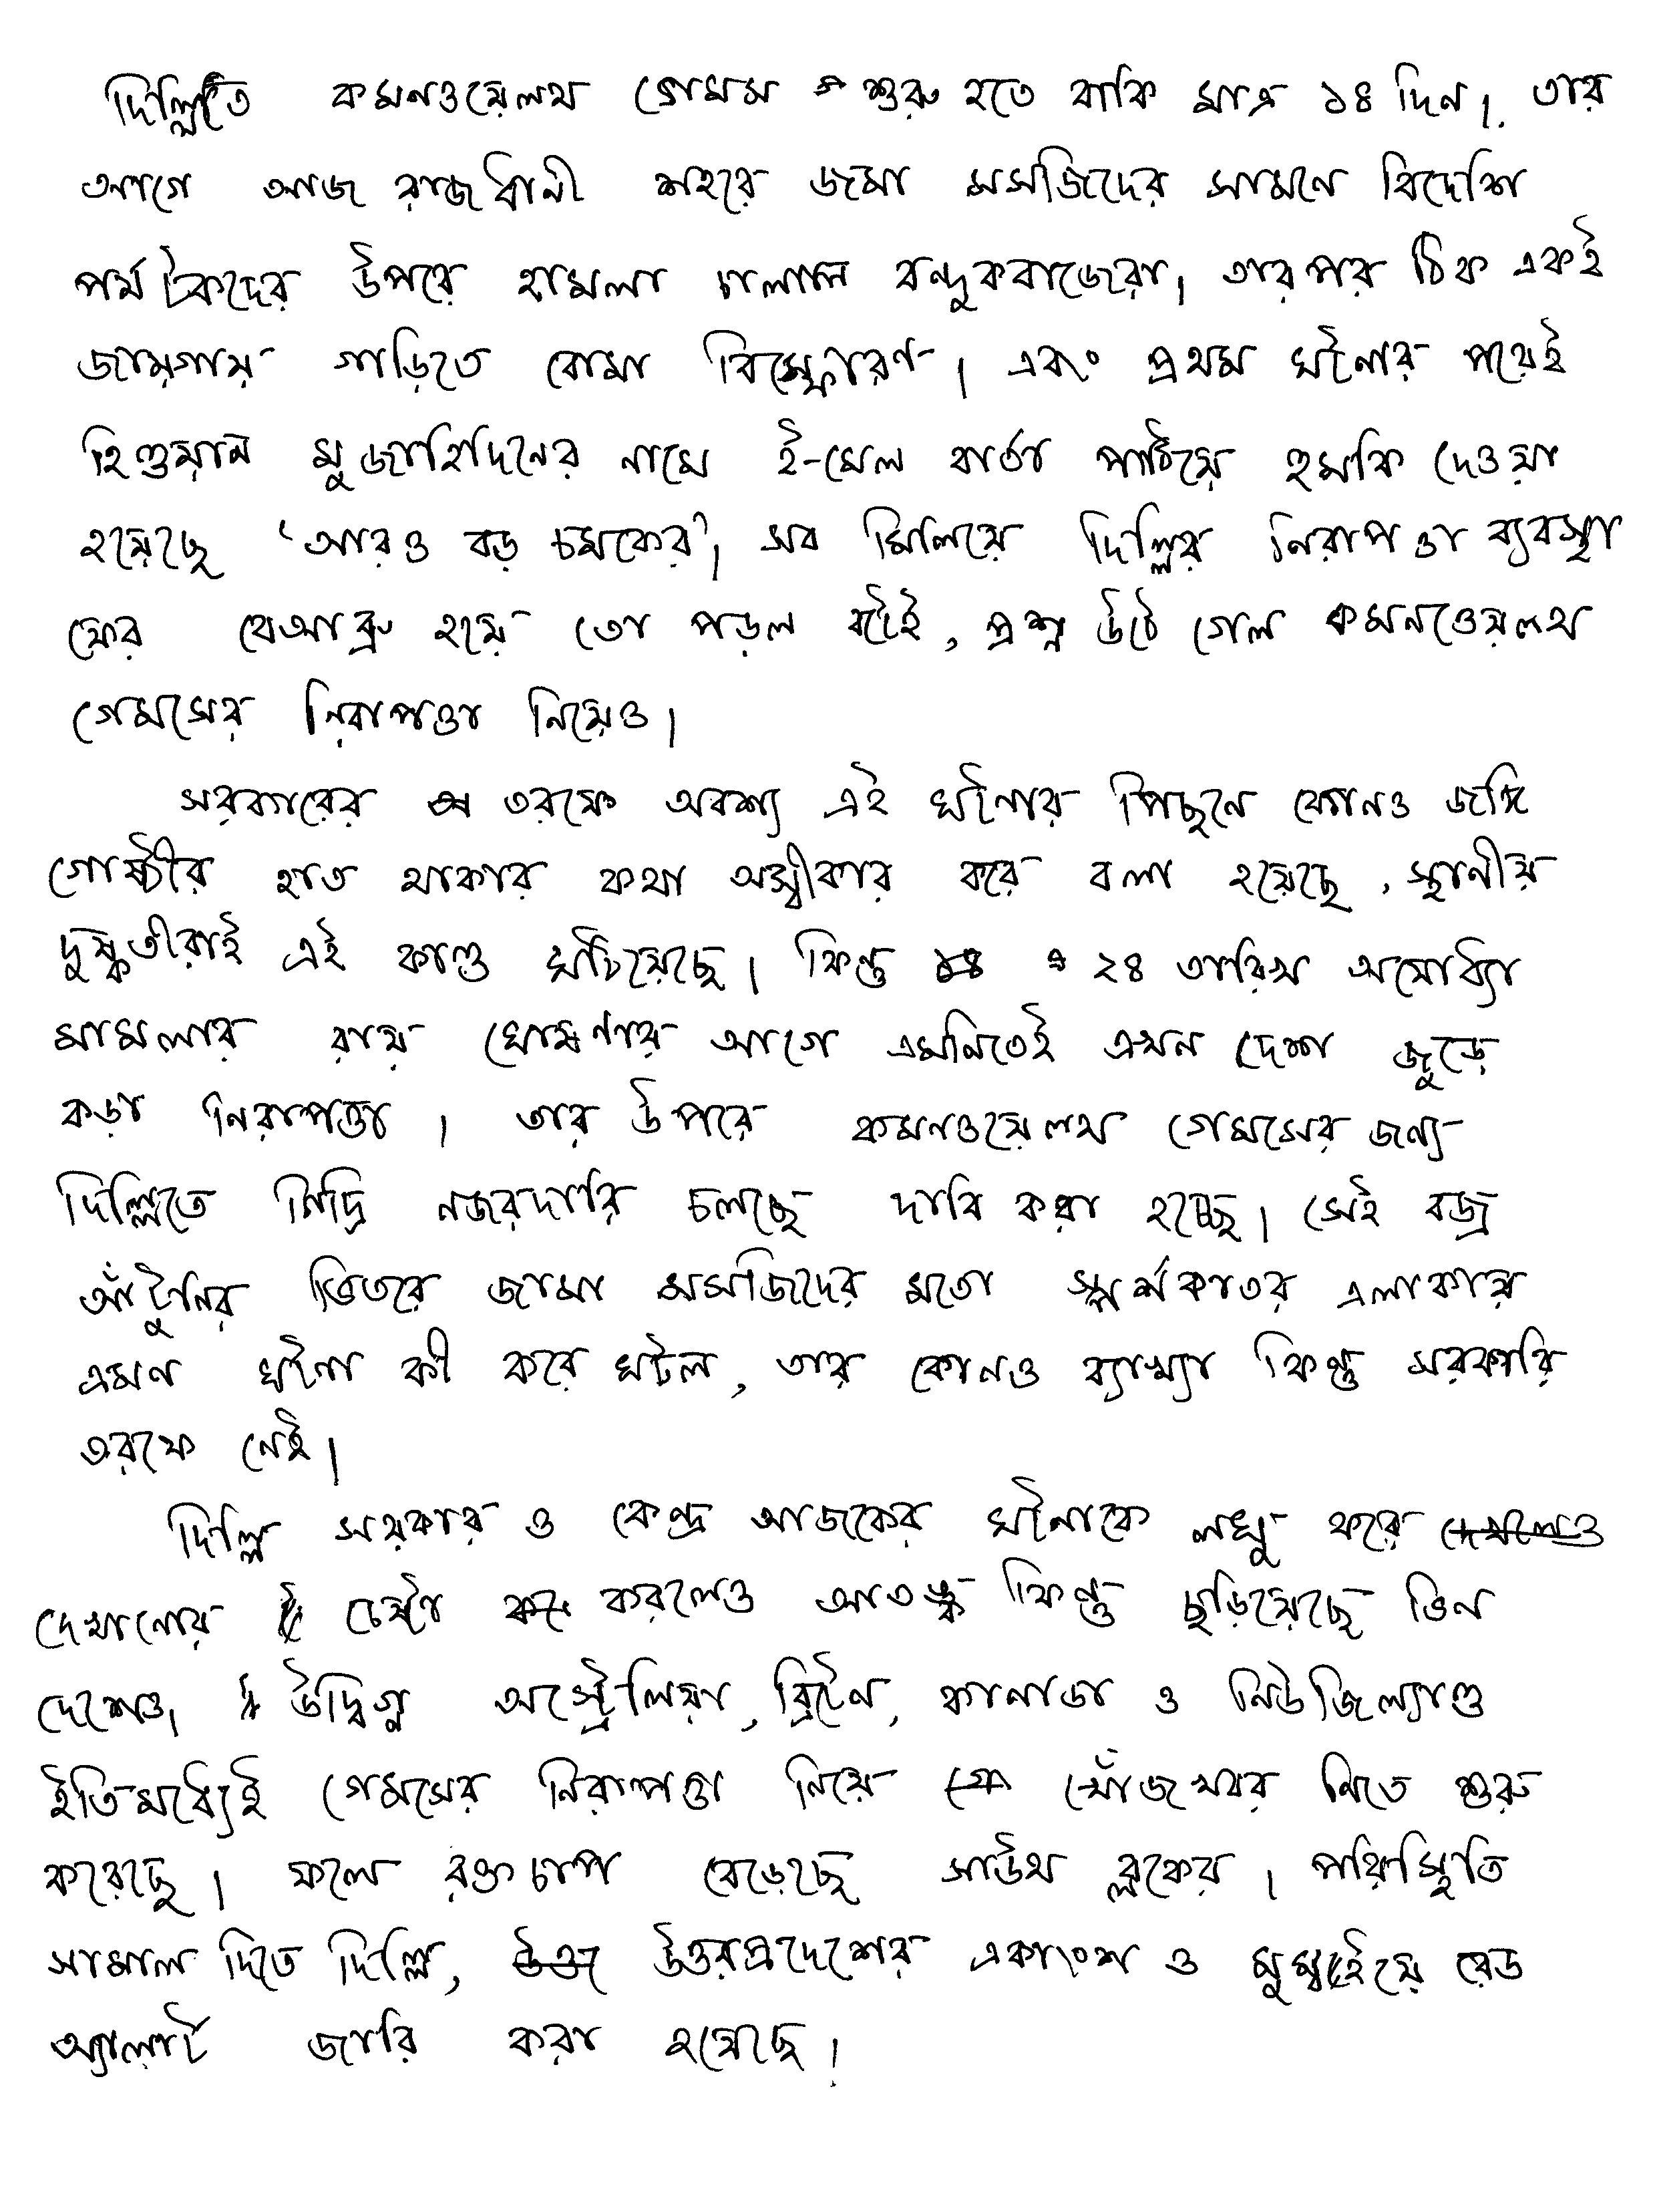 দিল্লিতে কমনওয়েলথ গেমস শুরু হতে বাকি মাত্র ১৪ দিন। তার
আগে আজ রাজধানী শহরে জমা মসজিদের সামনে বিদেশি
পর্যটকদের উপরে হামলা চালাল বন্দুকবাজেরা। তারপর ঠিক একই
জায়গায় গাড়িতে বোমা বিস্ফোরণ। এবং প্রথম ঘটনার পরেই
ইণ্ডিয়ান মুজাহিদিনের নামে ই-মেল বার্তা পাঠিয়ে হুমকি দেওয়া
হয়েছে 'আরও বড় চমকের'। সব মিলিয়ে দিল্লির নিরাপত্তা ব্যবস্থা
ফের বেআব্রু হয়ে তো পড়ল বটেই, প্রশ্ন উঠে গেল কমনওয়েলথ
গেমসের নিরাপত্তা নিয়েও।
সরকারের তরফে অবশ্য এই ঘটনার পিছনে কোনও জঙ্গি
গোষ্ঠীর হাত থাকার কথা অস্বীকার করে বলা হয়েছে, স্থানীয়
দুষ্কৃতীরাই এই কাণ্ড ঘটিয়েছে। কিন্তু ২৪ তারিখ অযোধ্যা
মামলার রায় ঘোষণার আগে এমনিতেই এখন দেশ জুড়ে
কড়া নিরাপত্তা। তার উপরে কমনওয়েলথ গেমসের জন্য
দিল্লিতে নিশ্ছিদ্র নজরদারি চলছে দাবি করা হচ্ছে। সেই বজ্র
আঁটুনির ভিতরে জামা মসজিদের মতো স্পর্শকাতর এলাকায়
এমন ঘটনা কী করে ঘটল, তার কোনও ব্যাখ্যা কিন্তু সরকারি
তরফে নেই।
দিল্লি সরকার ও কেন্দ্র আজকের ঘটনাকে লঘু করে
দেখানোর চেষ্টা করলেও আতঙ্ক কিন্তু ছড়িয়েছে ভিন
দেশেও। উদ্বিগ্ন অস্ট্রেলিয়া, ব্রিটেন, কানাডা ও নিউজিল্যাণ্ড
ইতিমধ্যেই গেমসের নিরাপত্তা নিয়ে খোঁজখবর নিতে শুরু
করেছে। ফলে রক্তচাপ বেড়েছে সাউথ ব্লকের। পরিস্থিতি
সামাল দিতে দিল্লি, উত্তরপ্রদেশের একাংশ ও মুম্বইয়ে রেড
অ্যালার্ট জারি করা হয়েছে।